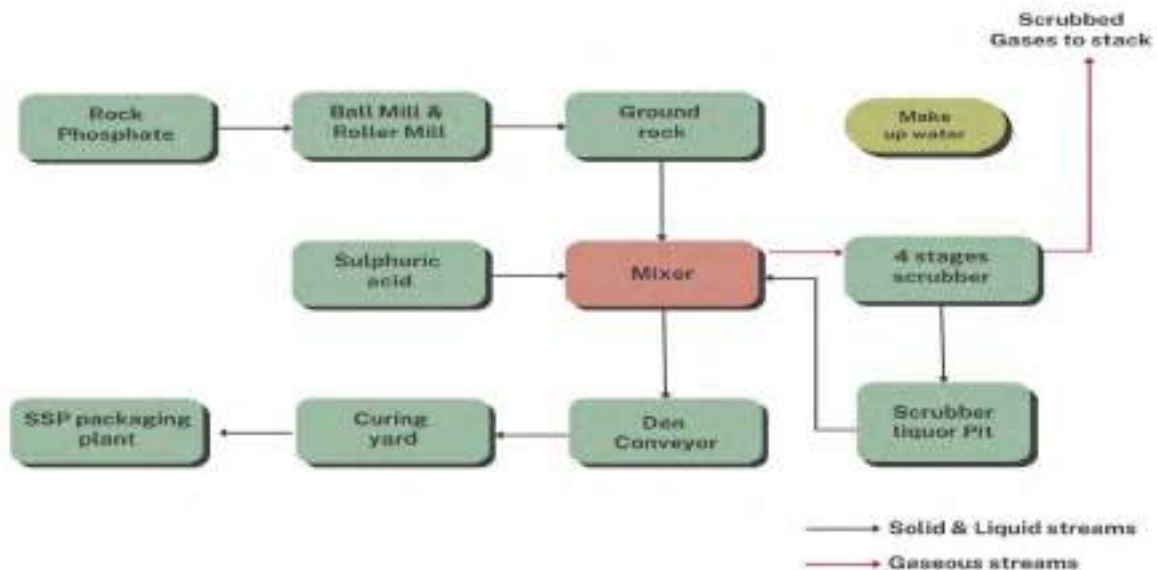 Scrubbed
Gases to stack
Rock
Phosphate
Ball Mill &
Roller Mill
Ground
rock
Make
up water
Sulphuric
acid
Mixer
4 stages
scrubber
SSP packaging
plant
Curing
yard
Den
Conveyor
Scrubber
liquor Pit
Solid & Liquid streams
Gaseous streams